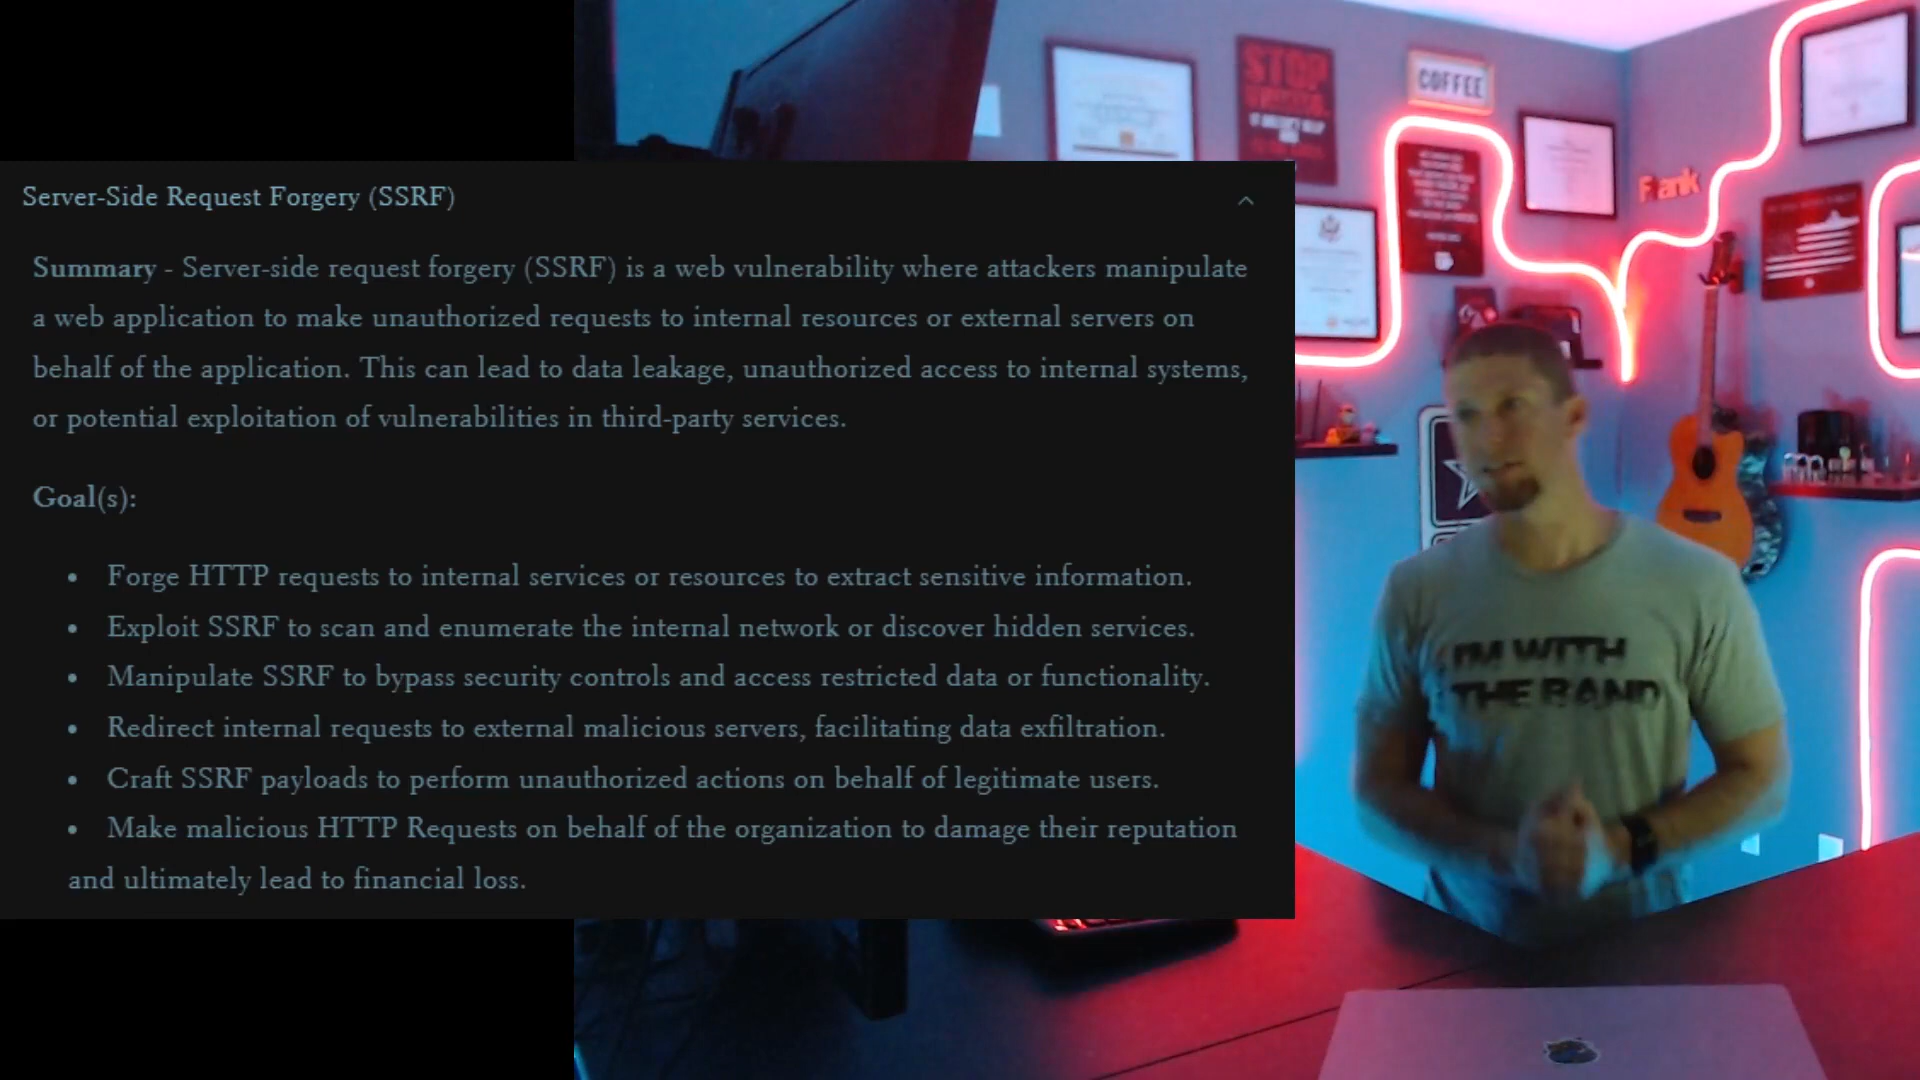 STOP
COFFEE
Server-Side Request Forgery (SSRF)
Summary - Server-side request forgery (SSRF) is a web vulnerability where attackers manipulate
a web application to make unauthorized requests to internal resources or external servers on
behalf of the application. This can lead to data leakage, unauthorized access to internal systems,
or potential exploitation of vulnerabilities in third-party services.
Goal(s):
• Forge HTTP requests to internal services or resources to extract sensitive information.
• Exploit SSRF to scan and enumerate the internal network or discover hidden services.
• Manipulate SSRF to bypass security controls and access restricted data or functionality.
• Redirect internal requests to external malicious servers, facilitating data exfiltration.
• Craft SSRF payloads to perform unauthorized actions on behalf of legitimate users.
• Make malicious HTTP Requests on behalf of the organization to damage their reputation
and ultimately lead to financial loss.
I'M WITH
THE BAND